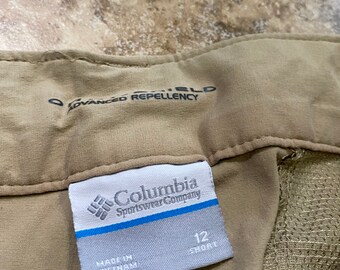 ADVANCED REPELLENCY
Columbia
Sportswear Company
MADE IN
VIETNAM
12
SHORT